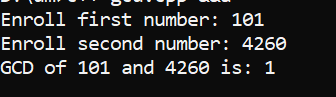 Enroll first number: 101
Enroll second number: 4260
GCD of 101 and 4260 is: 1